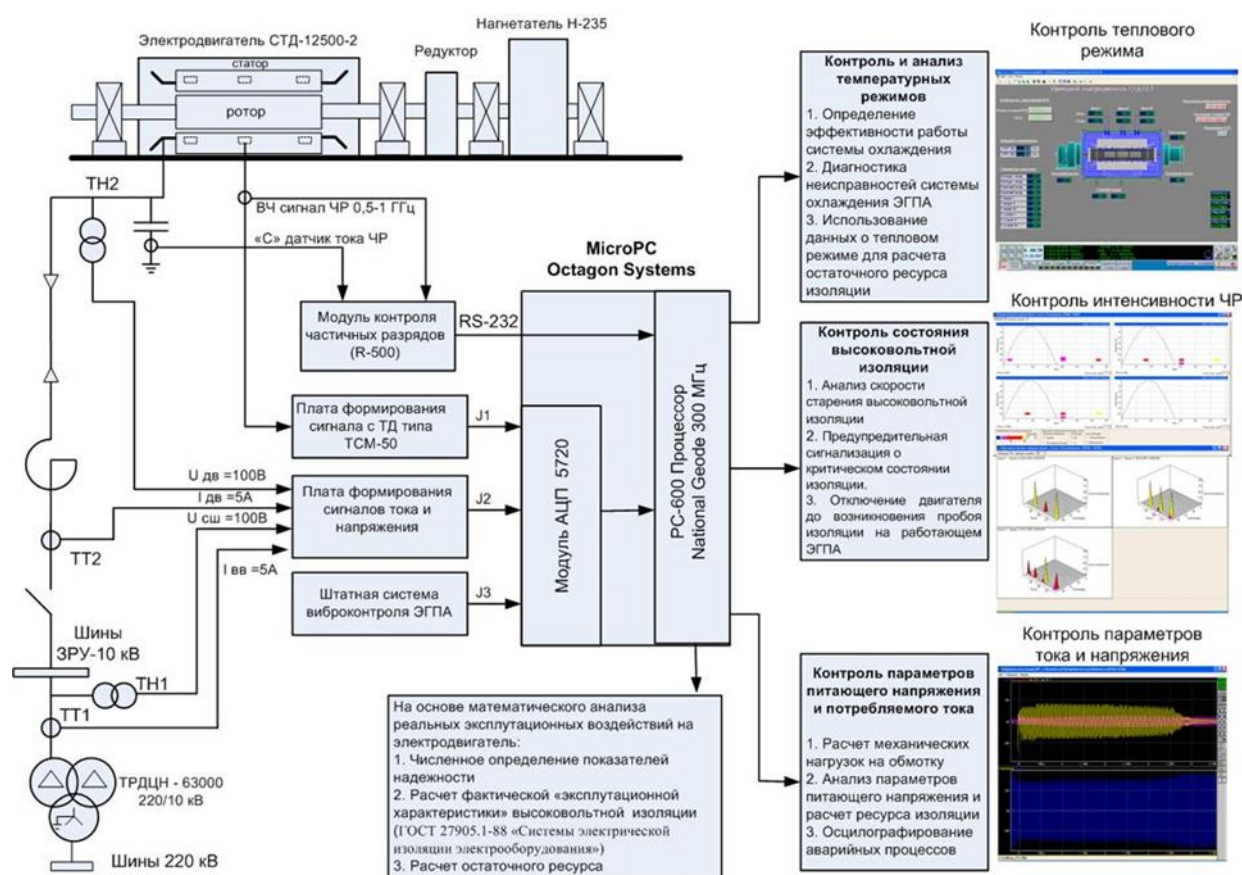 Нагнетатель Н-235
Электродвигатель СТД-12500-2
Редуктор
статор
ротор
ТН2
ВЧ сигнал ЧР 0,5-1 ГГц
«С» датчик тока ЧР
MicroPC
Octagon Systems
Модуль контроля
частичных разрядов
(R-500)
RS-232
Плата формирования
сигнала с ТД типа
ТСМ-50
J1
U дв =100В
I дв =5А
U сш =100В
I вв =5А
Плата формирования
сигналов тока и
напряжения
J2
Штатная система
виброконтроля ЭГПА
J3
Модуль АЦП 5720
PC-600 Процессор
National Geode 300 МГц
ТТ2
Шины
ЗРУ-10 кВ
ТН1
ТТ1
ТРДЦН - 63000
220/10 кВ
Шины 220 кВ
На основе математического анализа
реальных эксплутационных воздействий на
электродвигатель:
1. Численное определение показателей
надежности
2. Расчет фактической «эксплутационной
характеристики» высоковольтной изоляции
(ГОСТ 27905.1-88 «Системы электрической
изоляции электрооборудования»)
3. Расчет остаточного ресурса
Контроль и анализ
температурных
режимов
1. Определение
эффективности работы
системы охлаждения
2. Диагностика
неисправностей системы
охлаждения ЭГПА
3. Использование
данных о тепловом
режиме для расчета
остаточного ресурса
изоляции
Контроль состояния
высоковольтной
изоляции
1. Анализ скорости
старения высоковольтной
изоляции
2. Предупредительная
сигнализация о
критическом состоянии
изоляции.
3. Отключение двигателя
до возникновения пробоя
изоляции на работающем
ЭГПА
Контроль параметров
питающего напряжения
и потребляемого тока
1. Расчет механических
нагрузок на обмотку
2. Анализ параметров
питающего напряжения и
расчет ресурса изоляции
3. Осцилографирование
аварийных процессов
Контроль теплового
режима
Контроль интенсивности ЧР
Контроль параметров
тока и напряжения